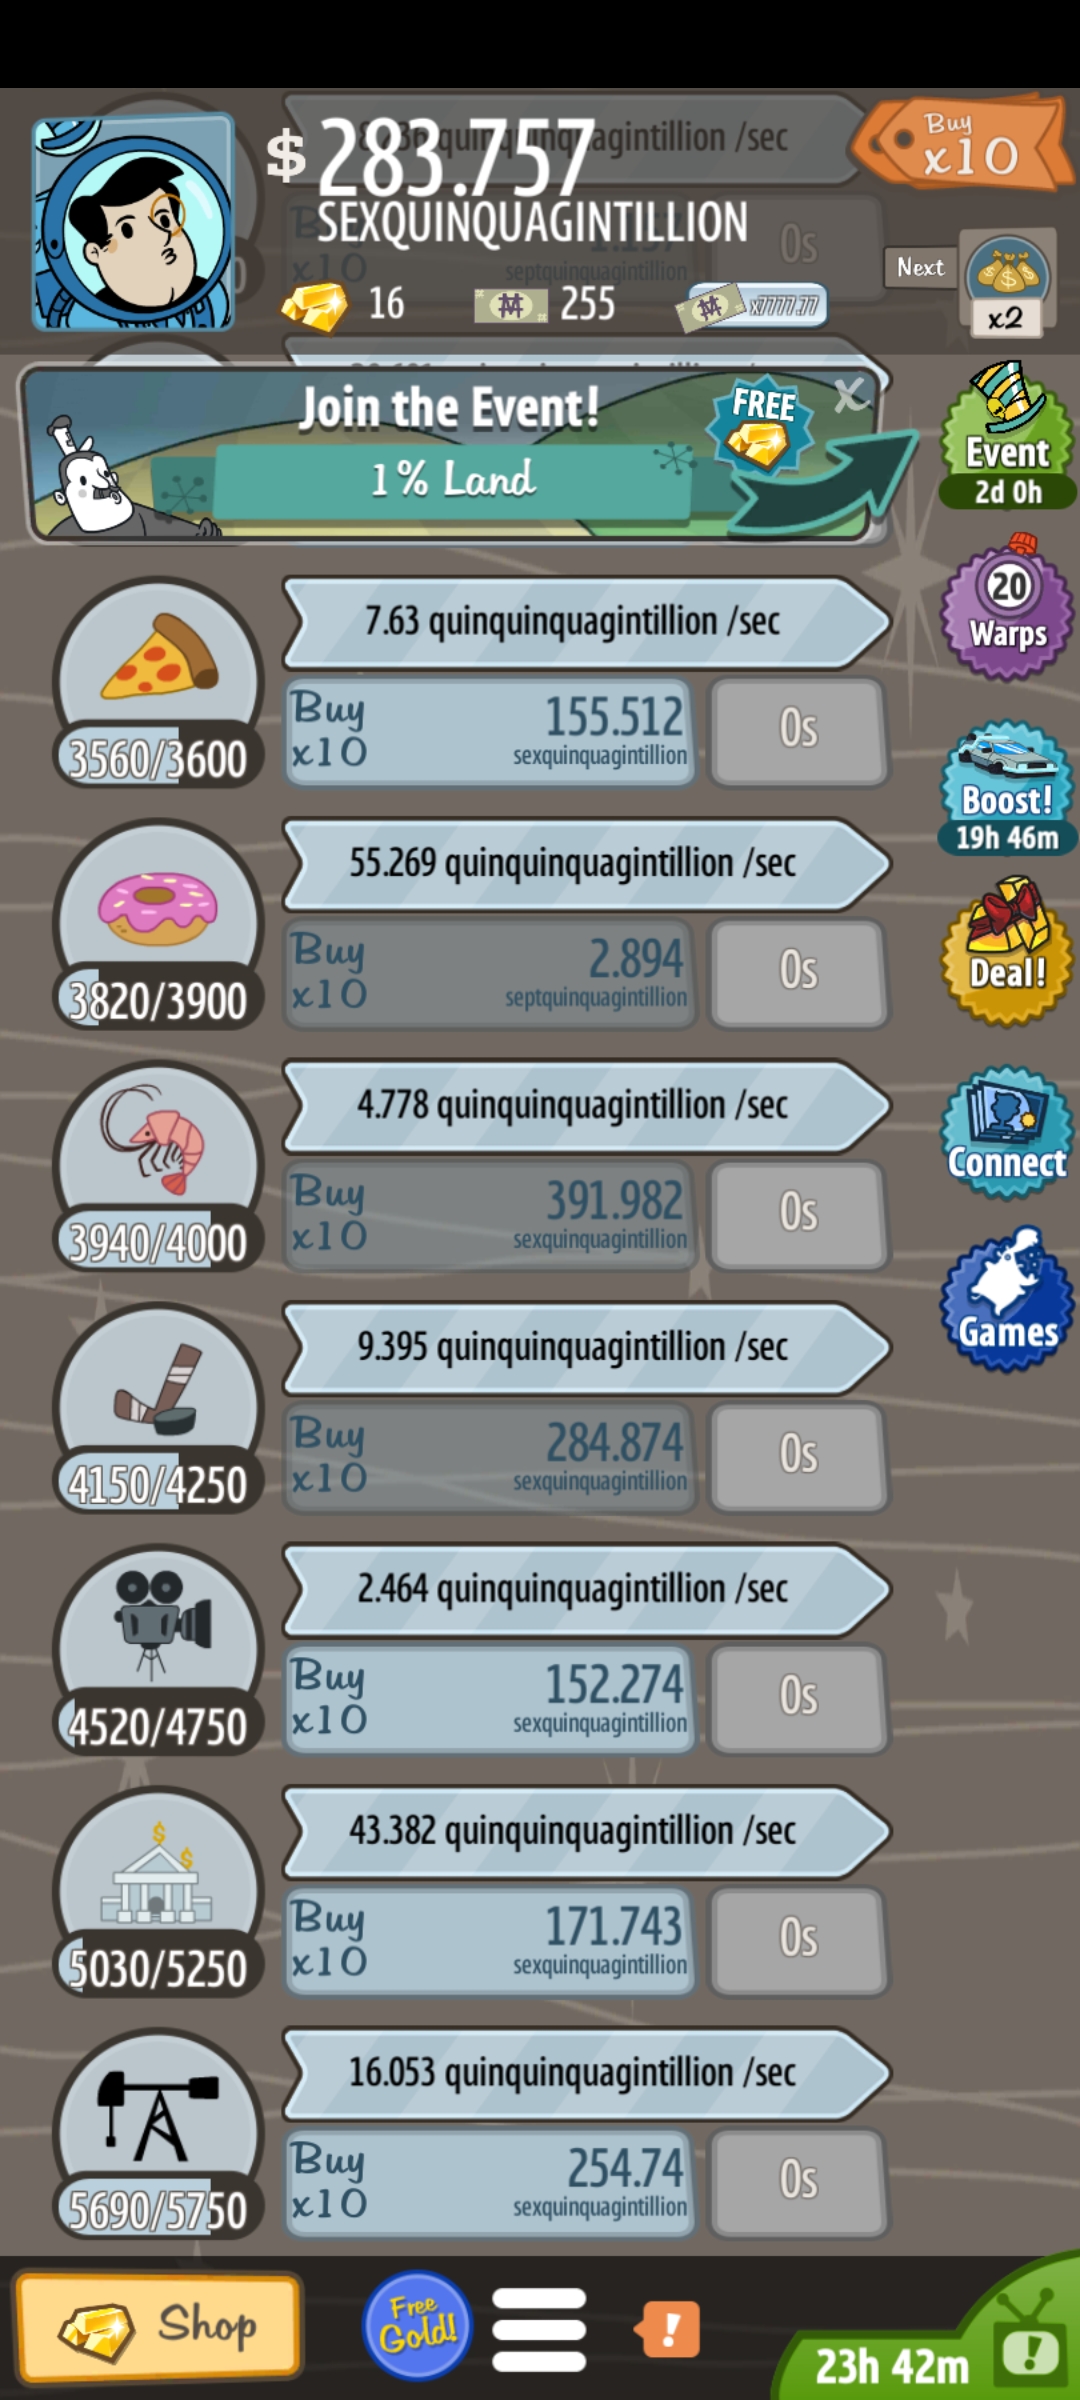 $ 283.757
SEXQUINQUAGINTILLION
16 255 x7777.77
Buy
x10
Next
x2
0s
septquinquagintillion
Join the Event!
1% Land
FREE
X
Event
2d 0h
20
Warps
Boost!
19h 46m
Deal!
Connect
Games
7.63 quinquinquagintillion /sec
Buy 155.512
x10 sexquinquagintillion
0s
3560/3600
55.269 quinquinquagintillion /sec
Buy 2.894
x10 septquinquagintillion
0s
3820/3900
4.778 quinquinquagintillion /sec
Buy 391.982
x10 sexquinquagintillion
0s
3940/4000
9.395 quinquinquagintillion /sec
Buy 284.874
x10 sexquinquagintillion
0s
4150/4250
2.464 quinquinquagintillion /sec
Buy 152.274
x10 sexquinquagintillion
0s
4520/4750
43.382 quinquinquagintillion /sec
Buy 171.743
x10 sexquinquagintillion
0s
5030/5250
16.053 quinquinquagintillion /sec
Buy 254.74
x10 sexquinquagintillion
0s
5690/5750
Shop
Free
Gold!
!
23h 42m
!